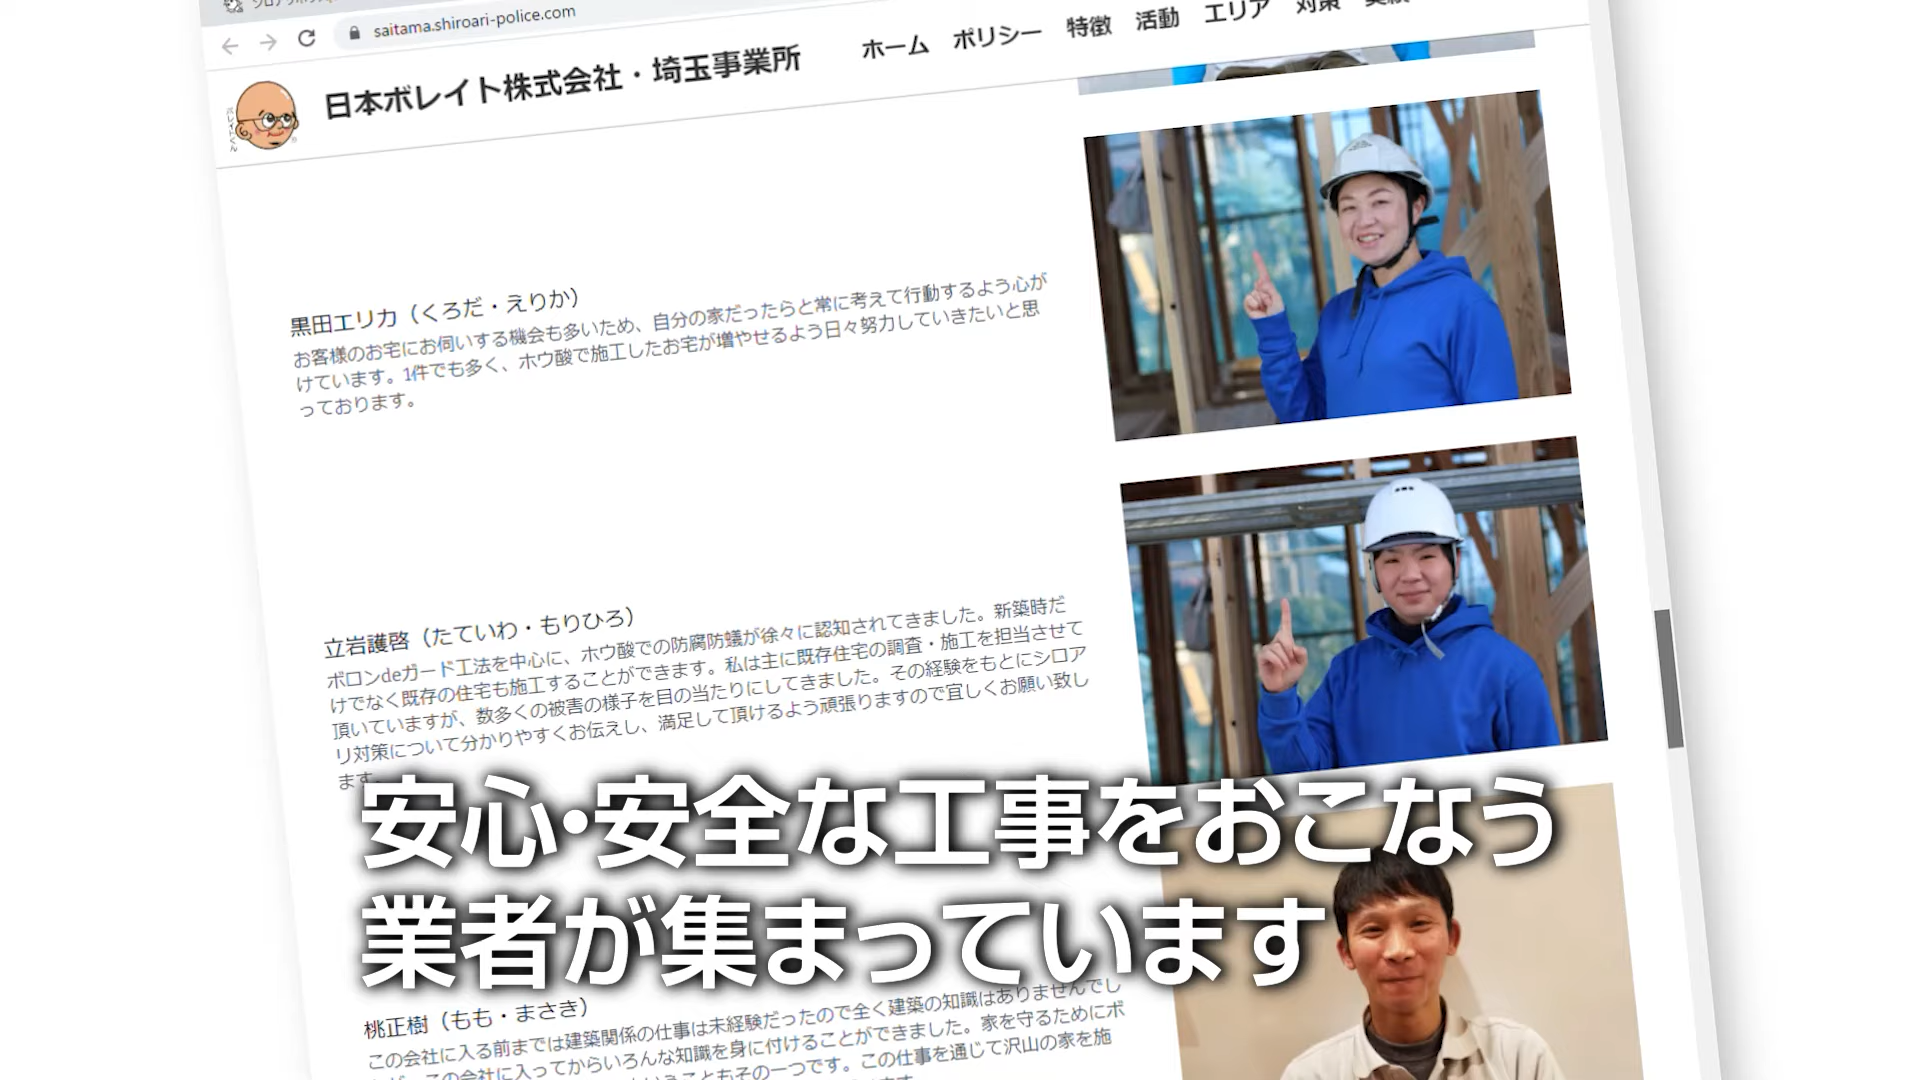 saitama.shiroari-police.com
日本ボレイト株式会社・埼玉事業所
ホーム ポリシー 特徴 活動 エリア 対策 実績
黒田エリカ（くろだ・えりか）
お客様のお宅にお伺いする機会も多いため、自分の家だったらと常に考えて行動するよう心が
けています。1件でも多く、ホウ酸で施工したお宅が増やせるよう日々努力していきたいと思
っております。
立岩護啓（たていわ・もりひろ）
ボロンdeガード工法を中心に、ホウ酸での防腐防蟻が徐々に認知されてきました。新築時だ
けでなく既存の住宅も施工することができます。私は主に既存住宅の調査・施工を担当させて
頂いていますが、数多くの被害の様子を目の当たりにしてきました。その経験をもとにシロア
リ対策について分かりやすくお伝えし、満足して頂けるよう頑張りますので宜しくお願い致し
ます。
安心・安全な工事をおこなう
業者が集まっています
桃正樹（もも・まさき）
この会社に入る前までは建築関係の仕事は未経験だったので全く建築の知識はありませんでし
この会社に入ってからいろんな知識を身に付けることができました。家を守るためにボ
こともその一つです。この仕事を通じて沢山の家を施